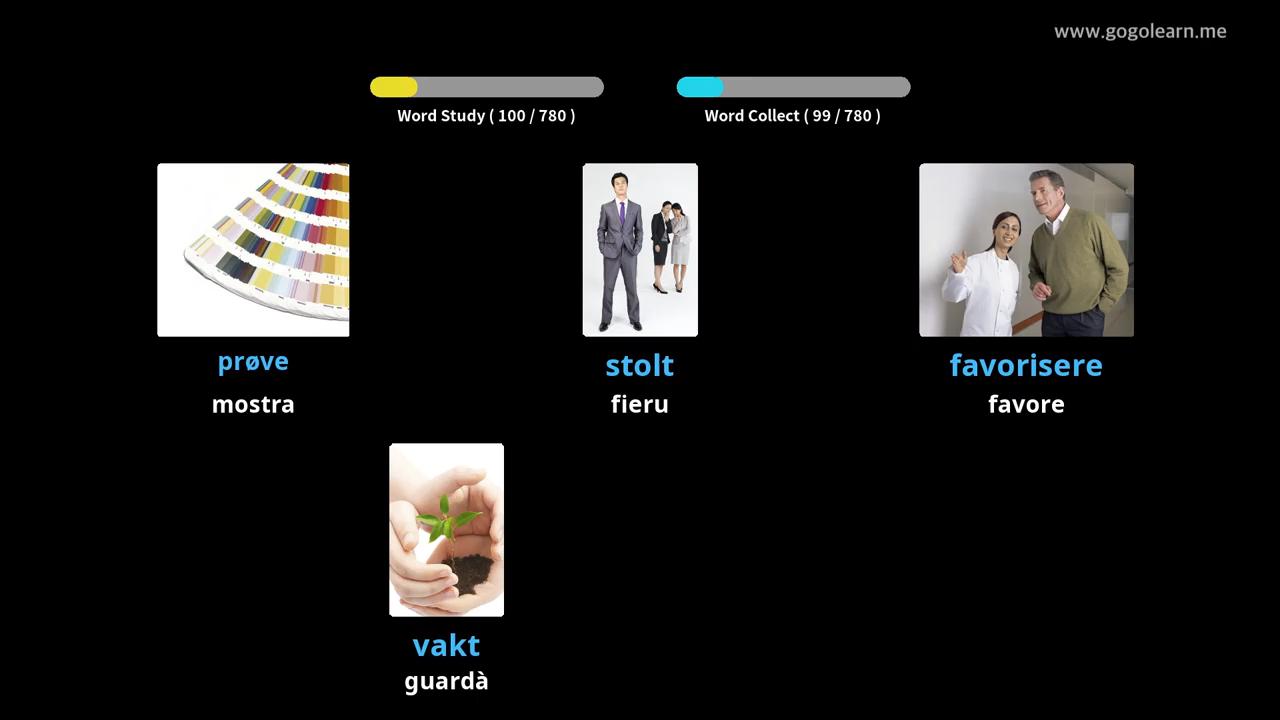 www.gogolearn.me
Word Study ( 100 / 780 )
Word Collect ( 99 / 780 )
prøve
mostra
stolt
fieru
favorisere
favore
vakt
guardà